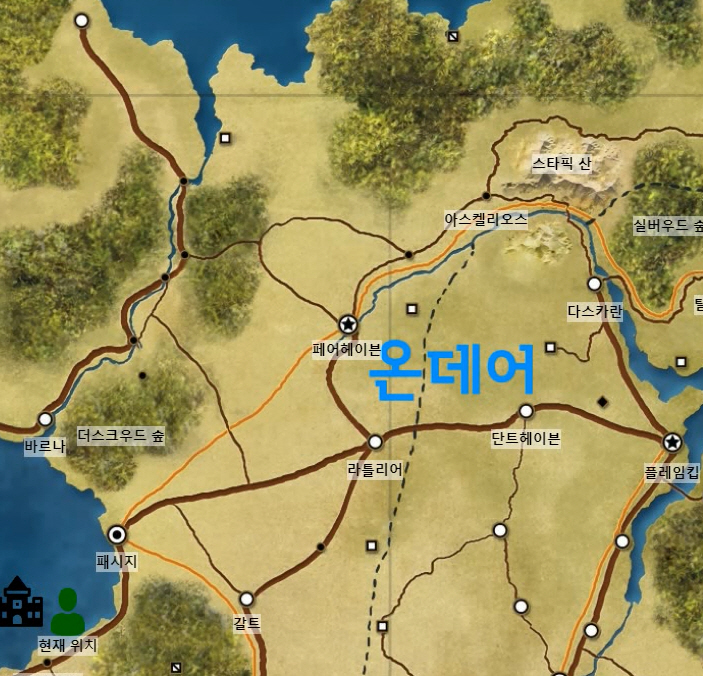 스타픽 산
아스켈리오스
실버우드 숲
다스카란
탈
페어헤이븐
온데어
바르나
더스크우드 숲
단트헤이븐
라틀리어
플레임킵
패시지
갈트
현재 위치